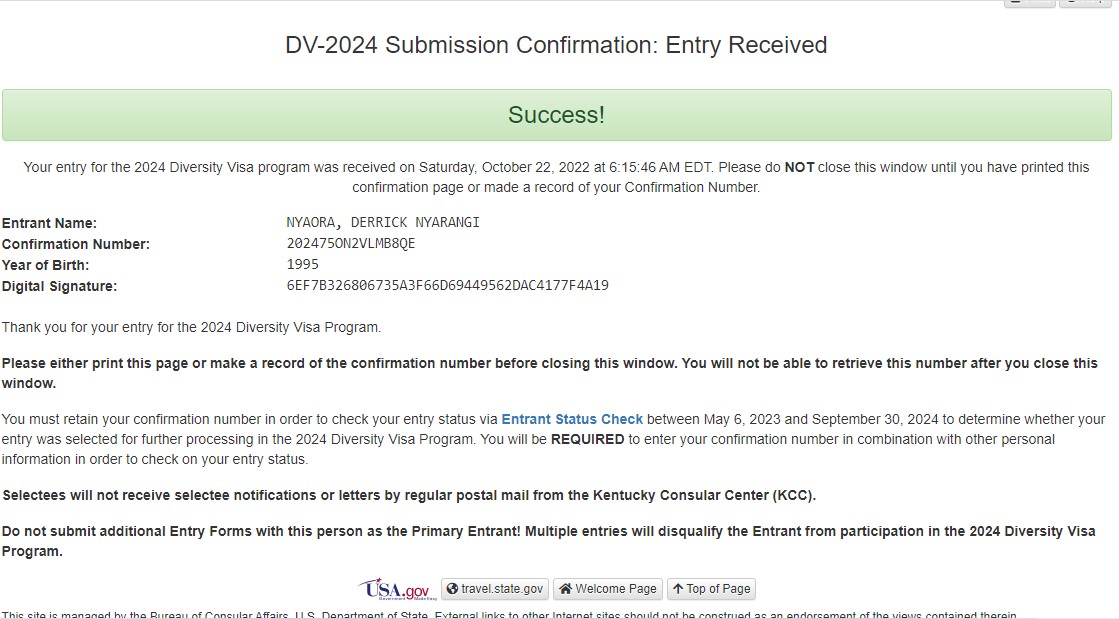 DV-2024 Submission Confirmation: Entry Received
Success!
Your entry for the 2024 Diversity Visa program was received on Saturday, October 22, 2022 at 6:15:46 AM EDT. Please do NOT close this window until you have printed this
confirmation page or made a record of your Confirmation Number.
Entrant Name: NYAORA, DERRICK NYARANGI
Confirmation Number: 202475ON2VLMB8QE
Year of Birth: 1995
Digital Signature: 6EF7B326806735A3F66D69449562DAC4177F4A19
Thank you for your entry for the 2024 Diversity Visa Program.
Please either print this page or make a record of the confirmation number before closing this window. You will not be able to retrieve this number after you close this
window.
You must retain your confirmation number in order to check your entry status via Entrant Status Check between May 6, 2023 and September 30, 2024 to determine whether your
entry was selected for further processing in the 2024 Diversity Visa Program. You will be REQUIRED to enter your confirmation number in combination with other personal
information in order to check on your entry status.
Selectees will not receive selectee notifications or letters by regular postal mail from the Kentucky Consular Center (KCC).
Do not submit additional Entry Forms with this person as the Primary Entrant! Multiple entries will disqualify the Entrant from participation in the 2024 Diversity Visa
Program.
USA.gov travel.state.gov Welcome Page Top of Page
This site is managed by the Bureau of Consular Affairs, U.S. Department of State. External links to other Internet sites should not be construed as an endorsement of the views contained therein.